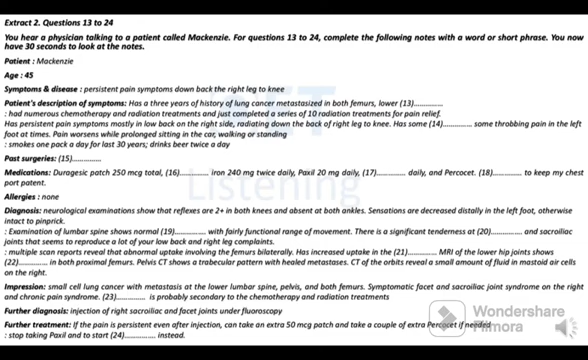 Extract 2. Questions 13 to 24
You hear a physician talking to a patient called Mackenzie. For questions 13 to 24, complete the following notes with a word or short phrase. You now
have 30 seconds to look at the notes.
Patient : Mackenzie
Age : 45
Symptoms & disease : persistent pain symptoms down back the right leg to knee
Patient's description of symptoms: Has a three years of history of lung cancer metastasized in both femurs, lower (13)...............
: had numerous chemotherapy and radiation treatments and just completed a series of 10 radiation treatments for pain relief.
Has persistent pain symptoms mostly in low back on the right side, radiating down the back of right leg to knee. Has some (14)............... some throbbing pain in the left
foot at times. Pain worsens while prolonged sitting in the car, walking or standing
: smokes one pack a day for last 30 years; drinks beer twice a day
Past surgeries: (15)...............
Medications: Duragesic patch 250 mcg total, (16)............... iron 240 mg twice daily, Paxil 20 mg daily, (17)............... daily, and Percocet. (18)............... to keep my chest
port patent.
Allergies : none
Diagnosis: neurological examinations show that reflexes are 2+ in both knees and absent at both ankles. Sensations are decreased distally in the left foot, otherwise
intact to pinprick.
: Examination of lumbar spine shows normal (19)............... with fairly functional range of movement. There is a significant tenderness at (20)............... and sacroiliac
joints that seems to reproduce a lot of your low back and right leg complaints.
: multiple scan reports reveal that abnormal uptake involving the femurs bilaterally. Has increased uptake in the (21)............... MRI of the lower hip joints shows
(22)............... in both proximal femurs. Pelvis CT shows a trabecular pattern with healed metastases. CT of the orbits reveal a small amount of fluid in mastoid air cells
on the right.
Impression: small cell lung cancer with metastasis at the lower lumbar spine, pelvis, and both femurs. Symptomatic facet and sacroiliac joint syndrome on the right
and chronic pain syndrome. (23)............... is probably secondary to the chemotherapy and radiation treatments
Further diagnosis: injection of right sacroiliac and facet joints under fluoroscopy
Further treatment: If the pain is persistent even after injection, can take an extra 50 mcg patch and take a couple of extra Percocet if needed
: stop taking Paxil and to start (24)............... instead.
Listening
Wondershare
Filmora